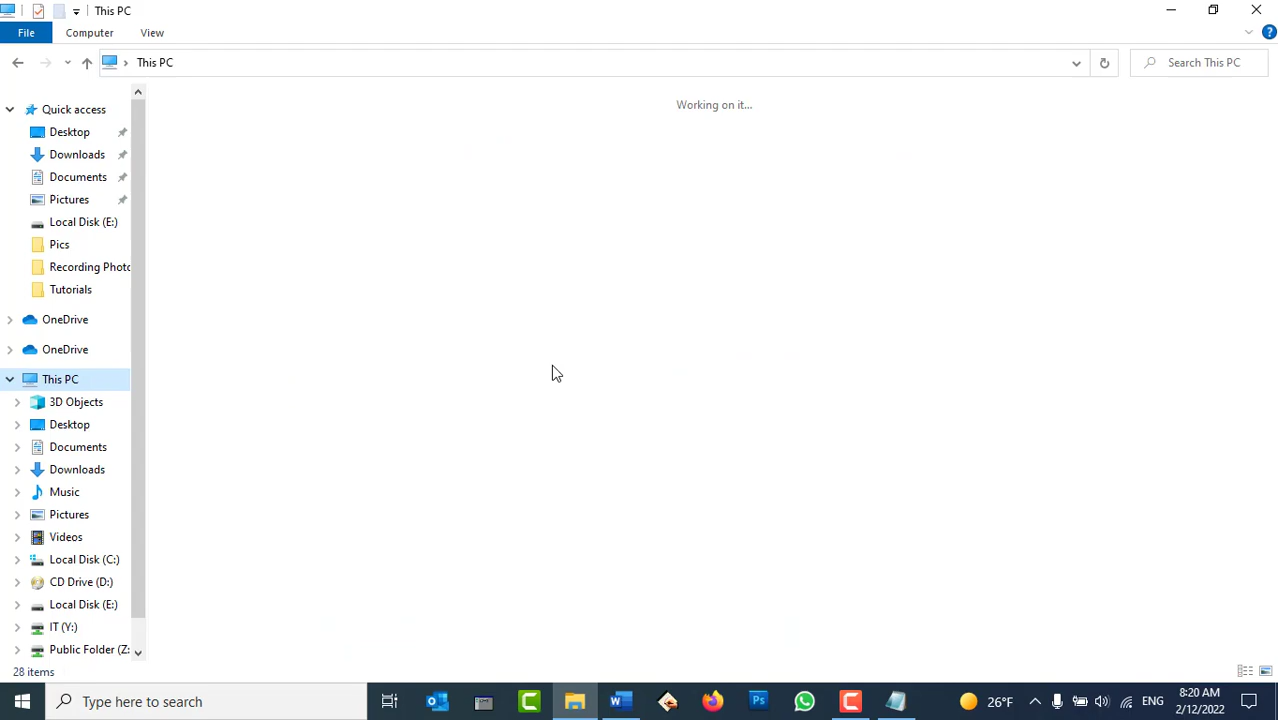 This PC
File Computer View
This PC
Search This PC
Working on it...
Quick access
Desktop
Downloads
Documents
Pictures
Local Disk (E:)
Pics
Recording Photo
Tutorials
OneDrive
OneDrive
This PC
3D Objects
Desktop
Documents
Downloads
Music
Pictures
Videos
Local Disk (C:)
CD Drive (D:)
Local Disk (E:)
IT (Y:)
Public Folder (Z:
28 items
Type here to search
Ps
26°F
ENG
8:20 AM
2/12/2022